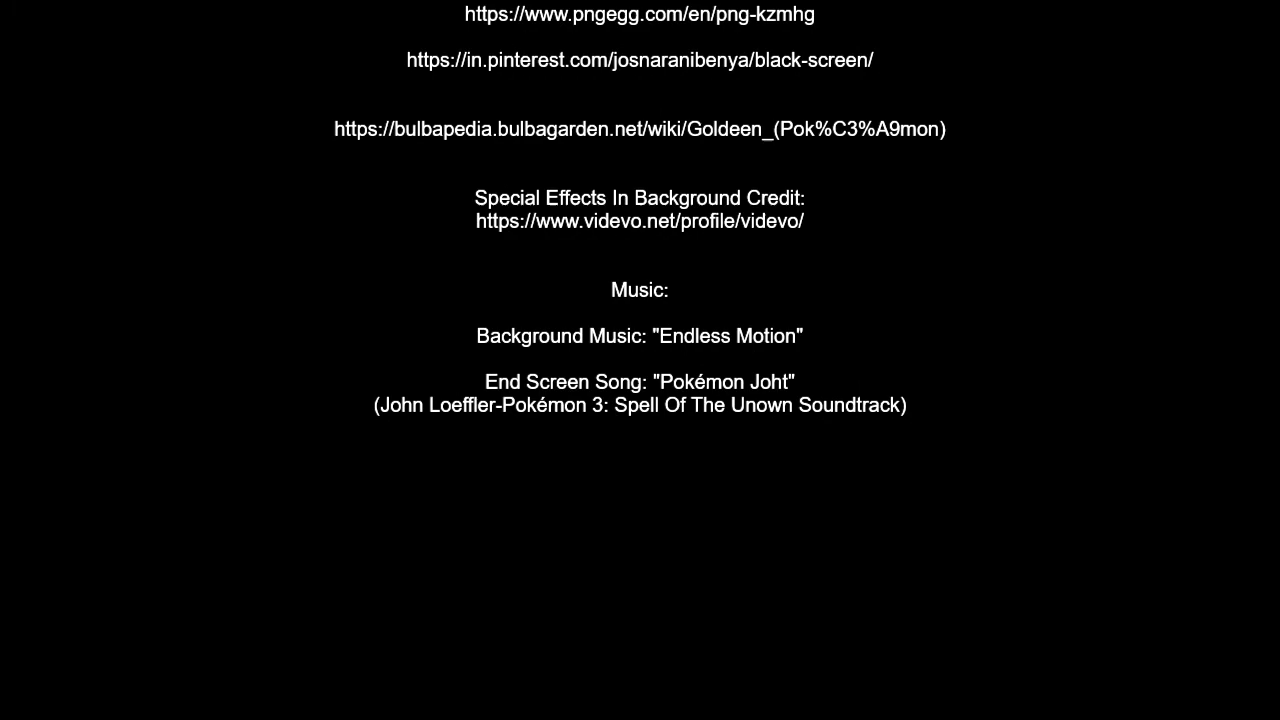 https://www.pngegg.com/en/png-kzmhg
https://in.pinterest.com/josnaranibenya/black-screen/
https://bulbapedia.bulbagarden.net/wiki/Goldeen_(Pok%C3%A9mon)
Special Effects In Background Credit:
https://www.videvo.net/profile/videvo/
Music:
Background Music: "Endless Motion"
End Screen Song: "Pokémon Joht"
(John Loeffler-Pokémon 3: Spell Of The Unown Soundtrack)